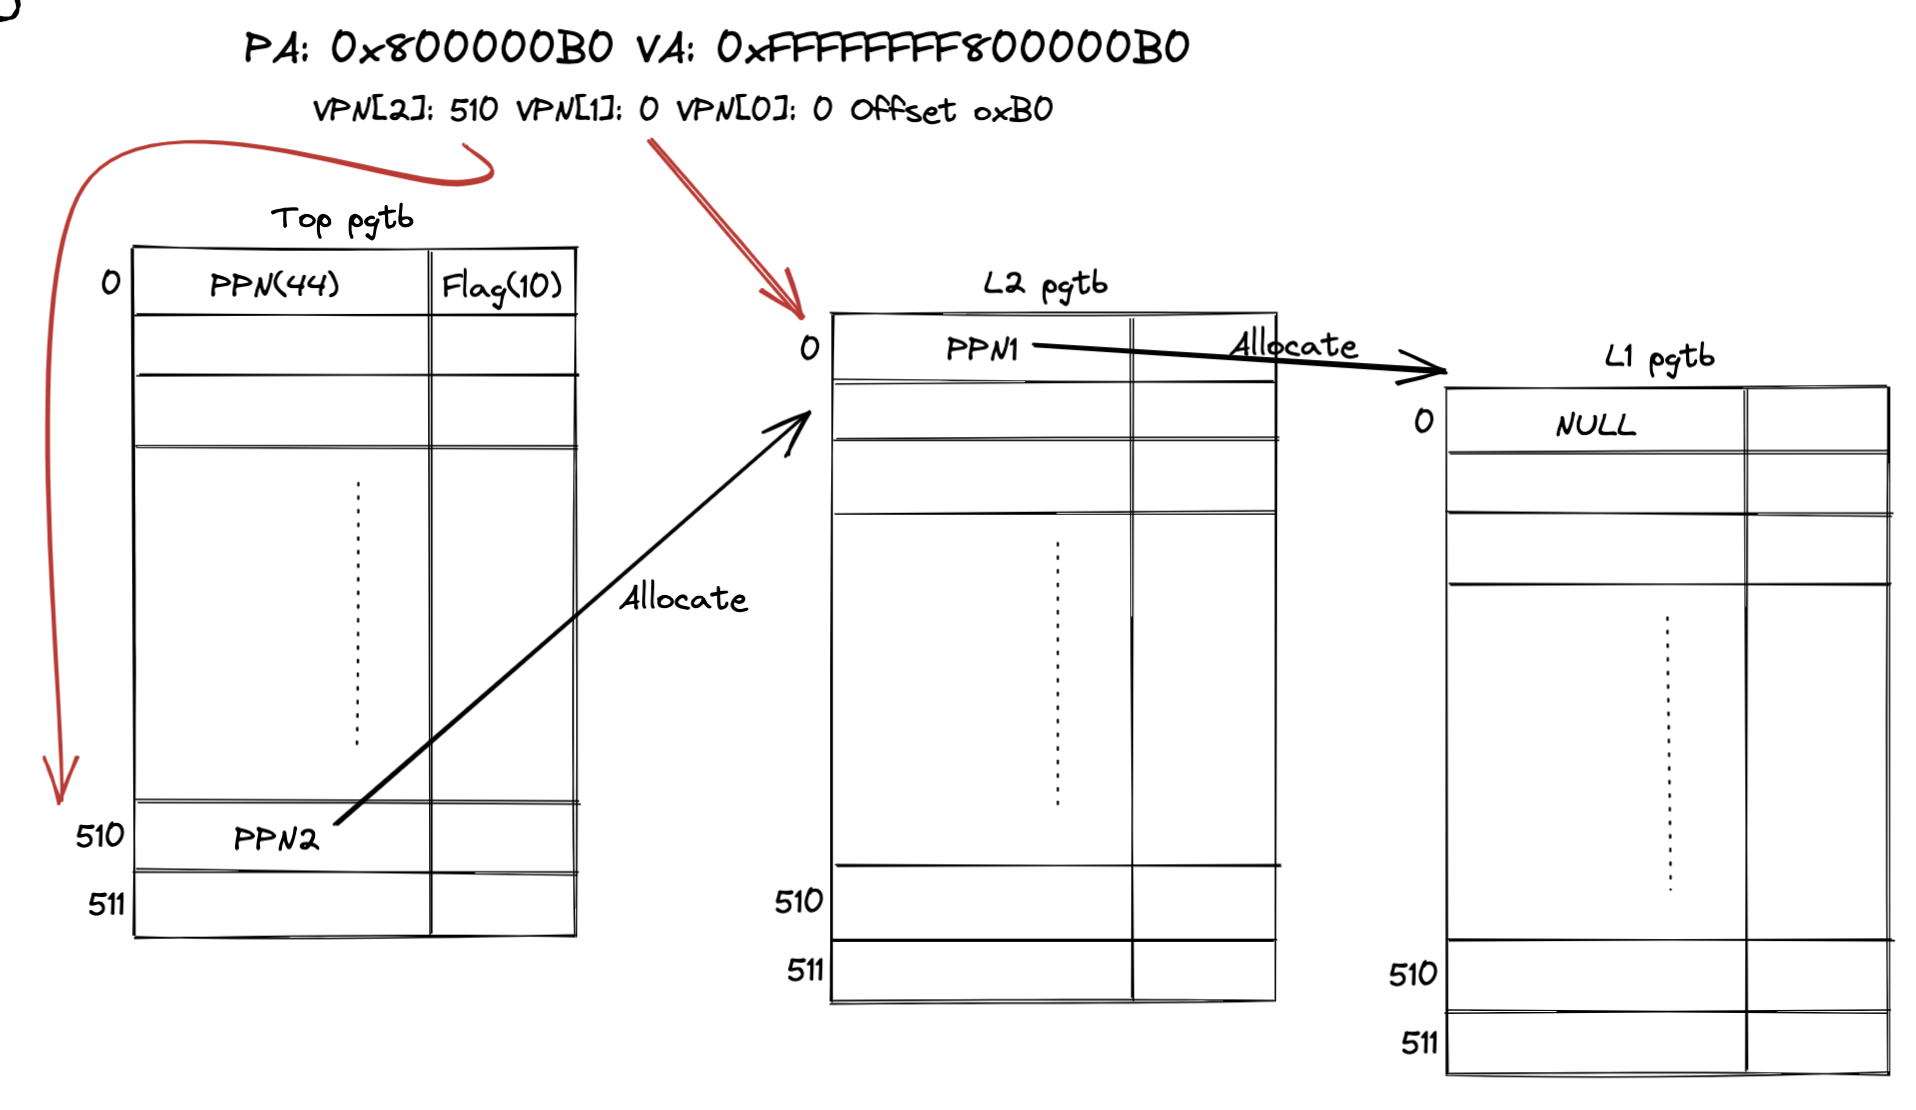 PA: 0x800000B0 VA: 0xFFFFFFFF800000B0
VPN[2]: 510 VPN[1]: 0 VPN[0]: 0 Offset 0xB0
Top pgtb
0 PPN(44) Flag(10)
510 PPN2
511
Allocate
L2 pgtb
0 PPN1
510
511
Allocate
L1 pgtb
0 NULL
510
511